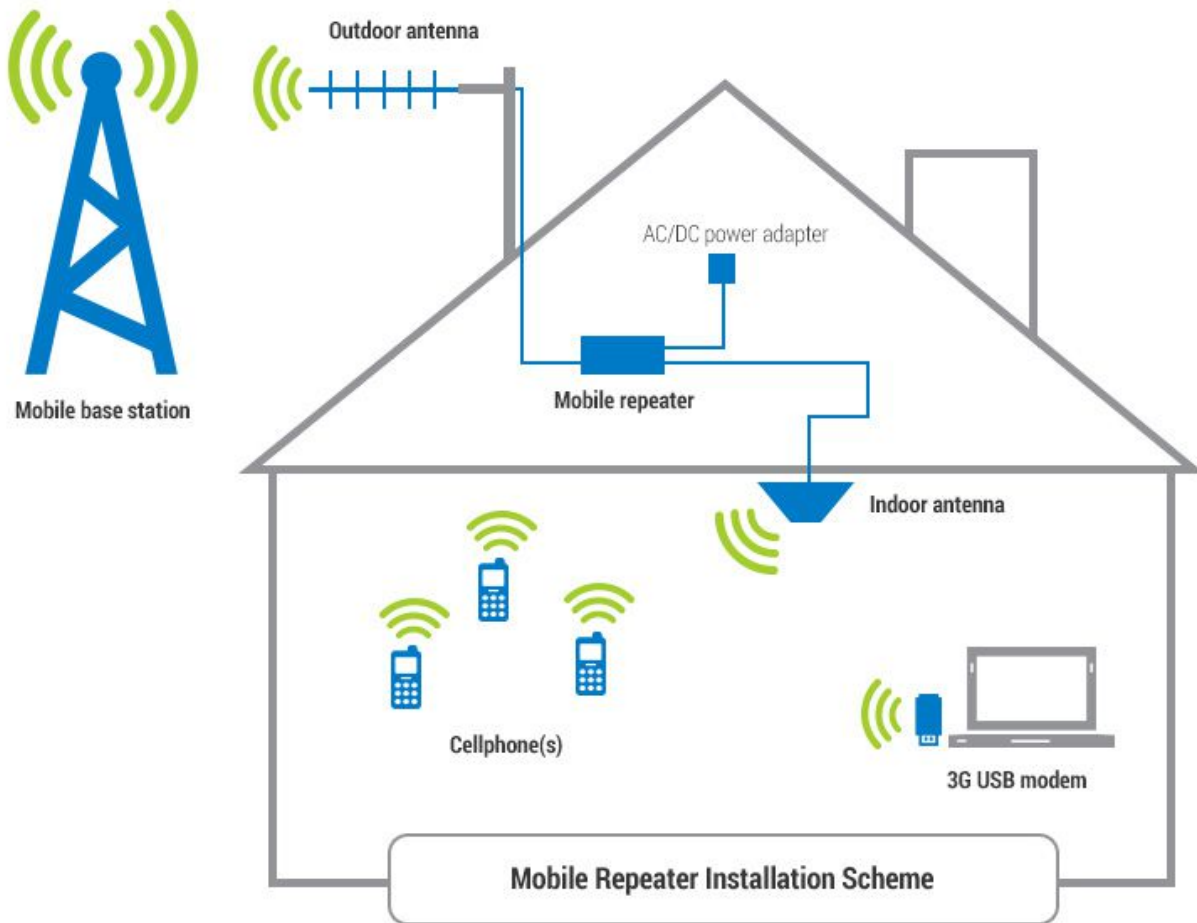 Outdoor antenna
AC/DC power adapter
Mobile base station
Mobile repeater
Indoor antenna
Cellphone(s)
3G USB modem
Mobile Repeater Installation Scheme